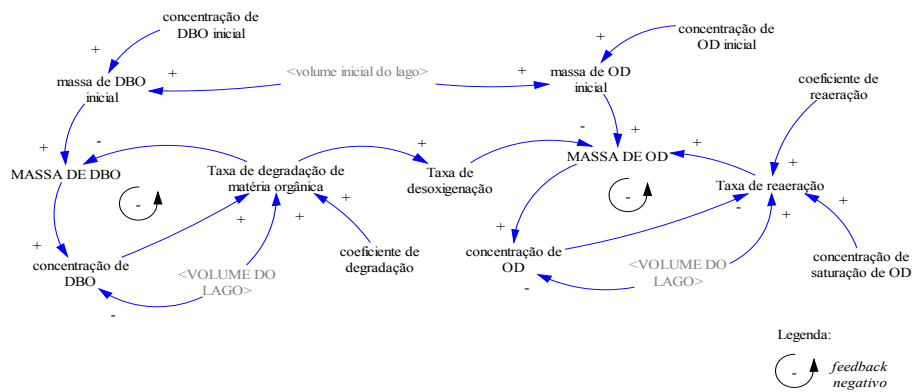 concentração de
DBO inicial
concentração de
OD inicial
+
+
massa de DBO
inicial
+
<volume inicial do lago>
+
massa de OD
inicial
coeficiente de
reaeração
+
-
+
-
+
+
+
MASSA DE DBO
Taxa de degradação de
matéria orgânica
Taxa de
desoxigenação
MASSA DE OD
Taxa de reaeração
-
-
+
+
+
+
+
-
+
+
concentração de
DBO
<VOLUME DO
LAGO>
coeficiente de
degradação
concentração de
OD
<VOLUME DO
LAGO>
concentração de
saturação de OD
-
-
Legenda:
-
feedback
negativo